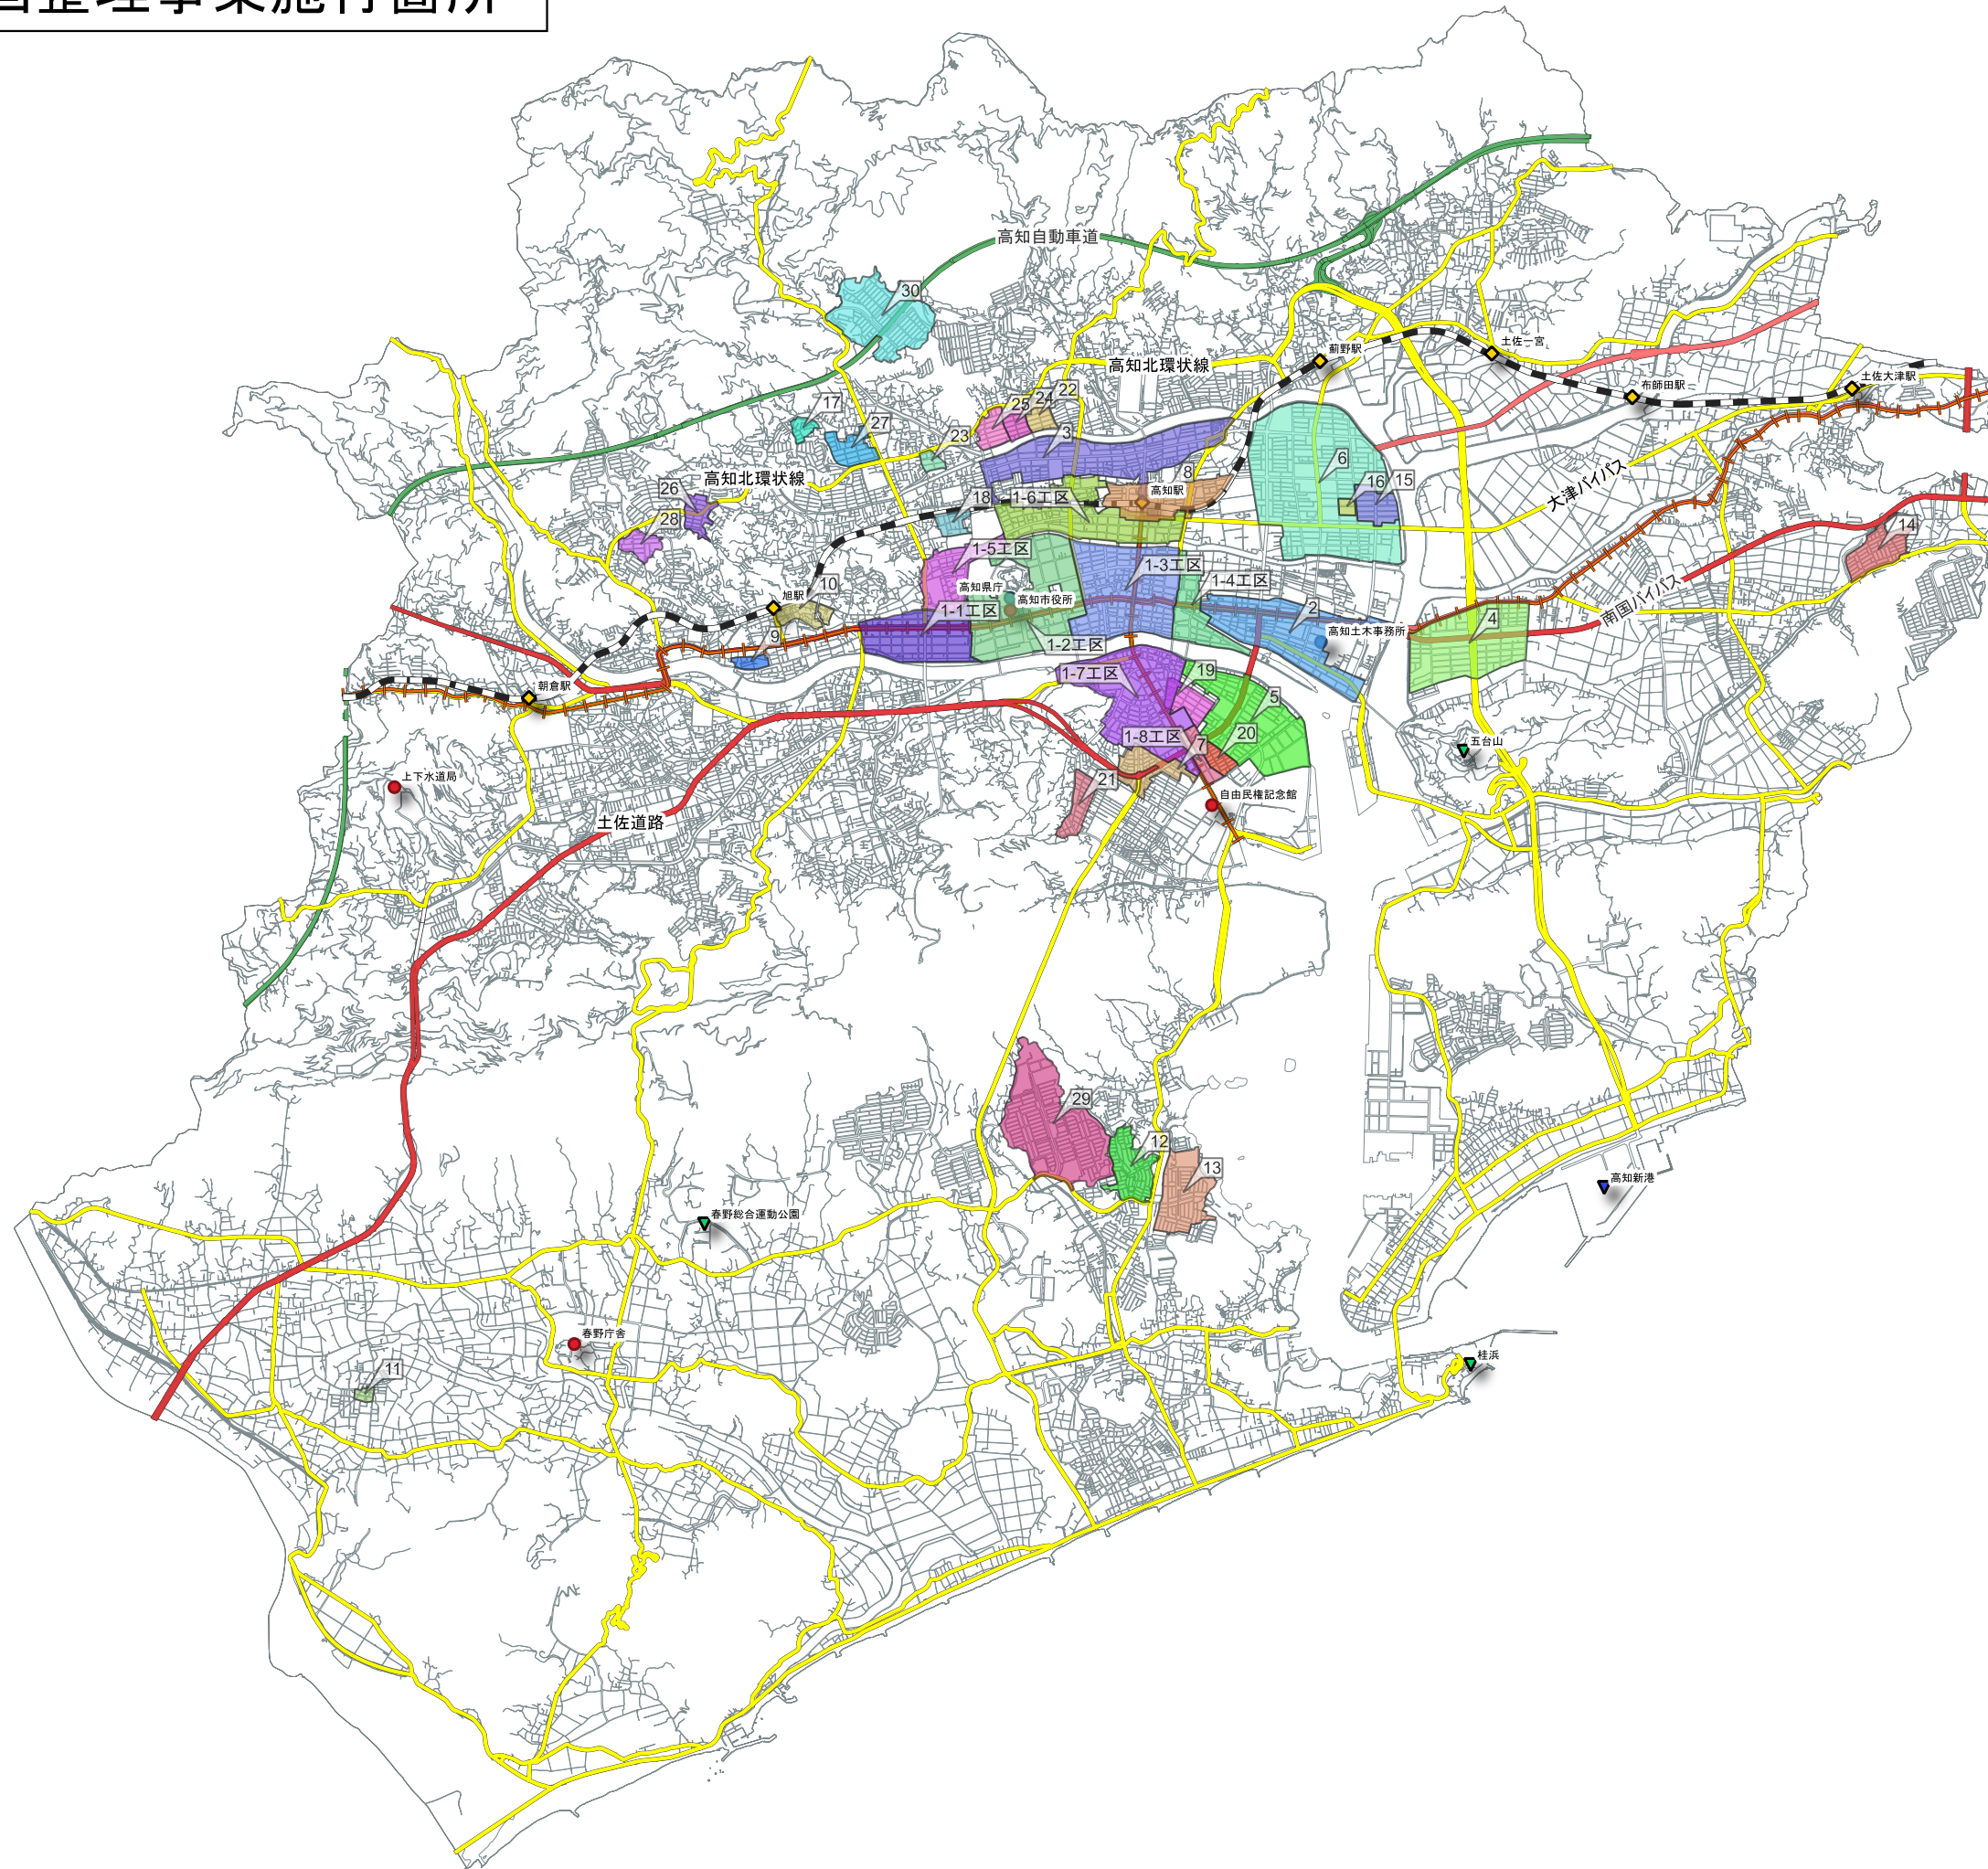 画整理事業施行箇所
高知自動車道
30
高知北環状線
薊野駅
土佐一宮
布師田駅
土佐大津駅
17
27
25
24
22
23
3
高知北環状線
26
28
18
1-6工区
8
高知駅
6
16
15
大津バイパス
14
1-5工区
1-3工区
1-4工区
高知県庁
高知市役所
10
旭駅
1-1工区
2
高知土木事務所
4
南国バイパス
9
1-2工区
1-7工区
19
5
朝倉駅
1-8工区
7
20
五台山
上下水道局
21
自由民権記念館
土佐道路
29
12
13
高知新港
春野総合運動公園
春野庁舎
桂浜
11